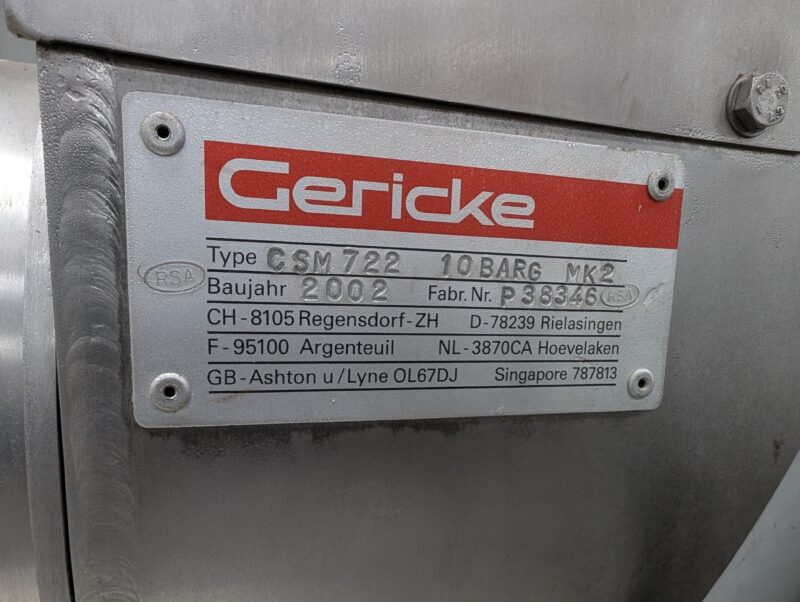 Gericke
Type CSM 722 10 BARG MK2
RSA
Baujahr 2002 Fabr. Nr. P38346 RSA
CH-8105 Regensdorf-ZH D-78239 Rielasingen
F-95100 Argenteuil NL-3870CA Hoevelaken
GB-Ashton u/Lyne OL67DJ Singapore 787813